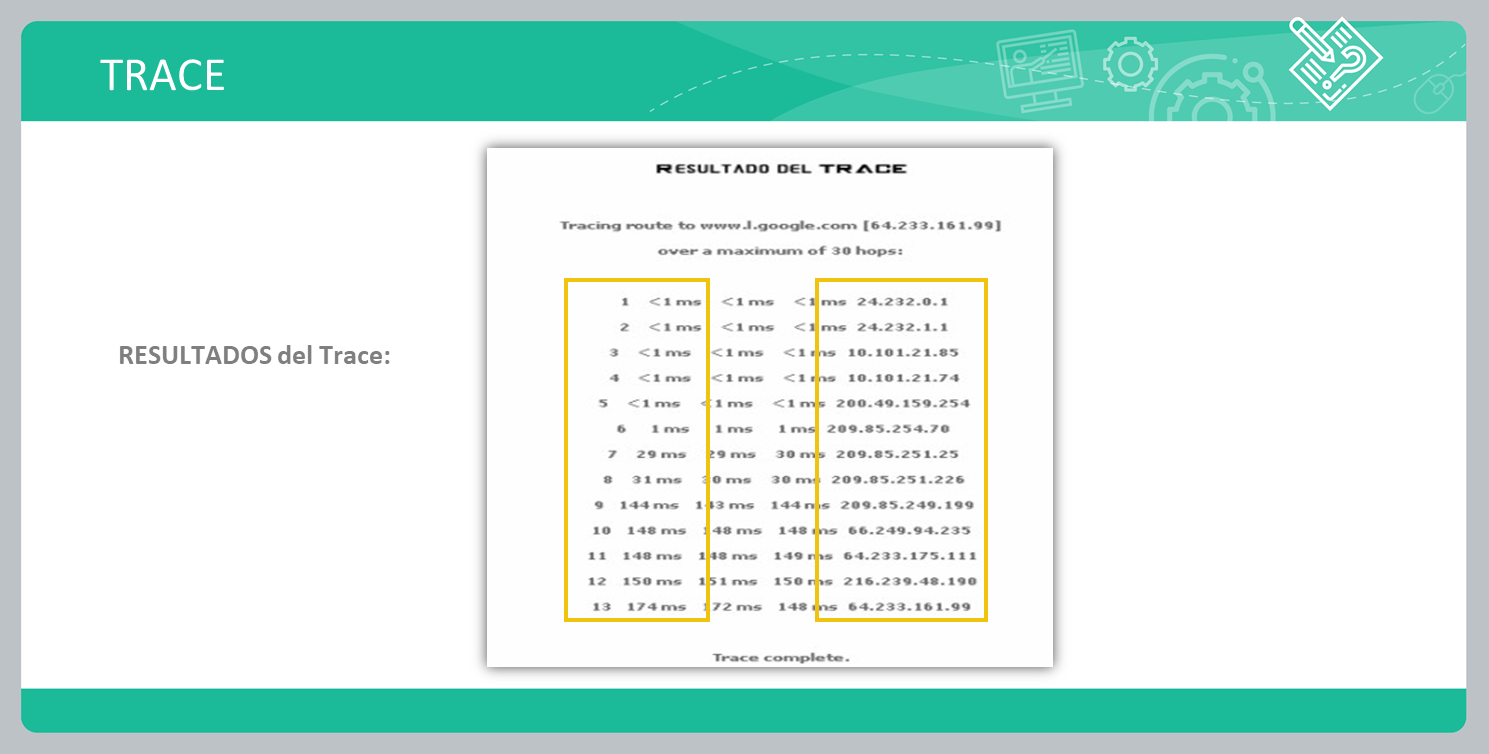 TRACE
RESULTADO DEL TRACE
Tracing route to www.l.google.com [64.233.161.99]
over a maximum of 30 hops:
1 <1 ms <1 ms <1 ms 24.232.0.1
2 <1 ms <1 ms <1 ms 24.232.1.1
3 <1 ms <1 ms <1 ms 10.101.21.85
4 <1 ms <1 ms <1 ms 10.101.21.74
5 <1 ms <1 ms <1 ms 200.49.159.254
6 1 ms 1 ms 1 ms 209.85.254.70
7 29 ms 29 ms 30 ms 209.85.251.25
8 31 ms 30 ms 30 ms 209.85.251.226
9 144 ms 143 ms 144 ms 209.85.249.199
10 148 ms 148 ms 148 ms 66.249.94.235
11 148 ms 148 ms 149 ms 64.233.175.111
12 150 ms 151 ms 150 ms 216.239.48.190
13 174 ms 172 ms 148 ms 64.233.161.99
Trace complete.
RESULTADOS del Trace: